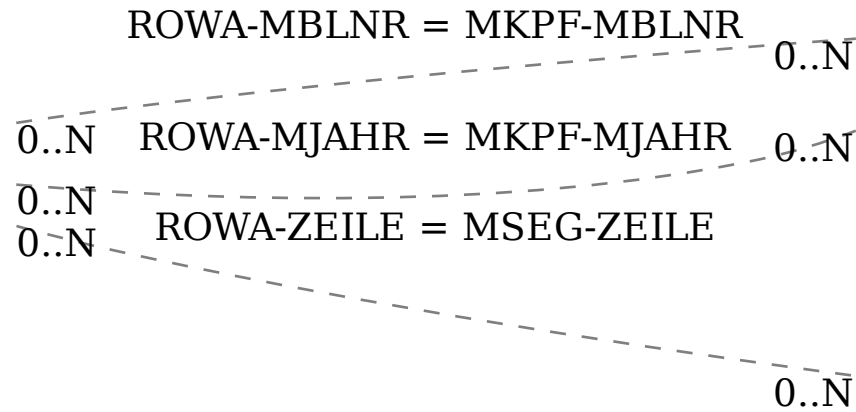 ROWA-MBLNR = MKPF-MBLNR
0..N
0..N
ROWA-MJAHR = MKPF-MJAHR
0..N
0..N
ROWA-ZEILE = MSEG-ZEILE
0..N
0..N